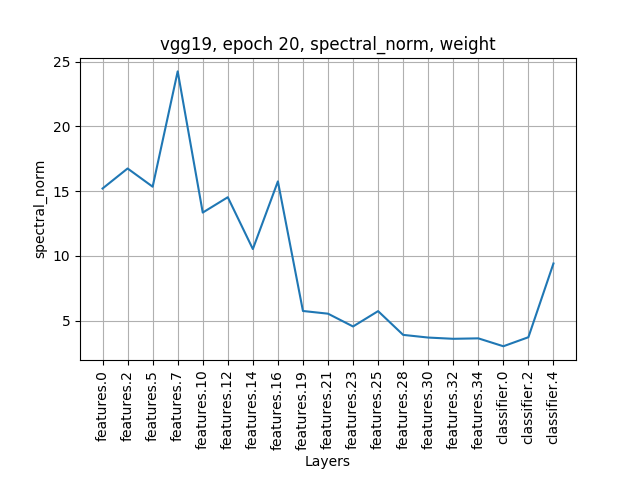 vgg19, epoch 20, spectral_norm, weight
25
20
15
10
5
spectral_norm
features.0
features.2
features.5
features.7
features.10
features.12
features.14
features.16
features.19
features.21
features.23
features.25
features.28
features.30
features.32
features.34
classifier.0
classifier.2
classifier.4
Layers